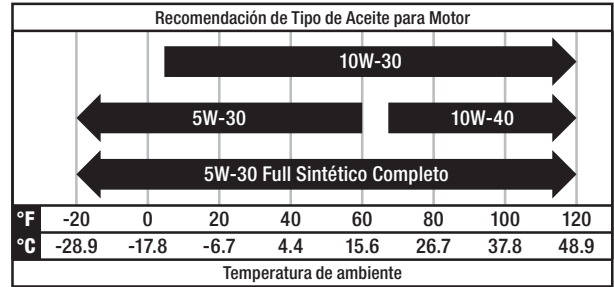 Recomendación de Tipo de Aceite para Motor
10W-30
5W-30 10W-40
5W-30 Full Sintético Completo
°F -20 0 20 40 60 80 100 120
°C -28.9 -17.8 -6.7 4.4 15.6 26.7 37.8 48.9
Temperatura de ambiente